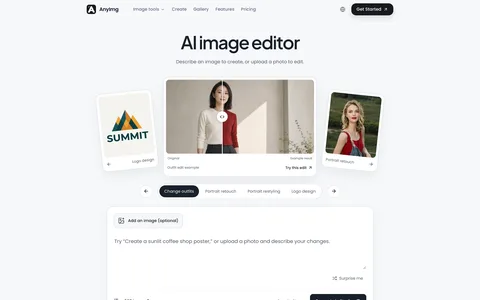 AnyImg
Image tools
Create
Gallery
Features
Pricing
Get Started
AI image editor
Describe an image to create, or upload a photo to edit.
SUMMIT
Logo design
Original
Example result
Outfit edit example
Try this edit
Portrait retouch
Change outfits
Portrait retouch
Portrait restyling
Logo design
Add an image (optional)
Try "Create a sunlit coffee shop poster," or upload a photo and describe your changes.
Surprise me